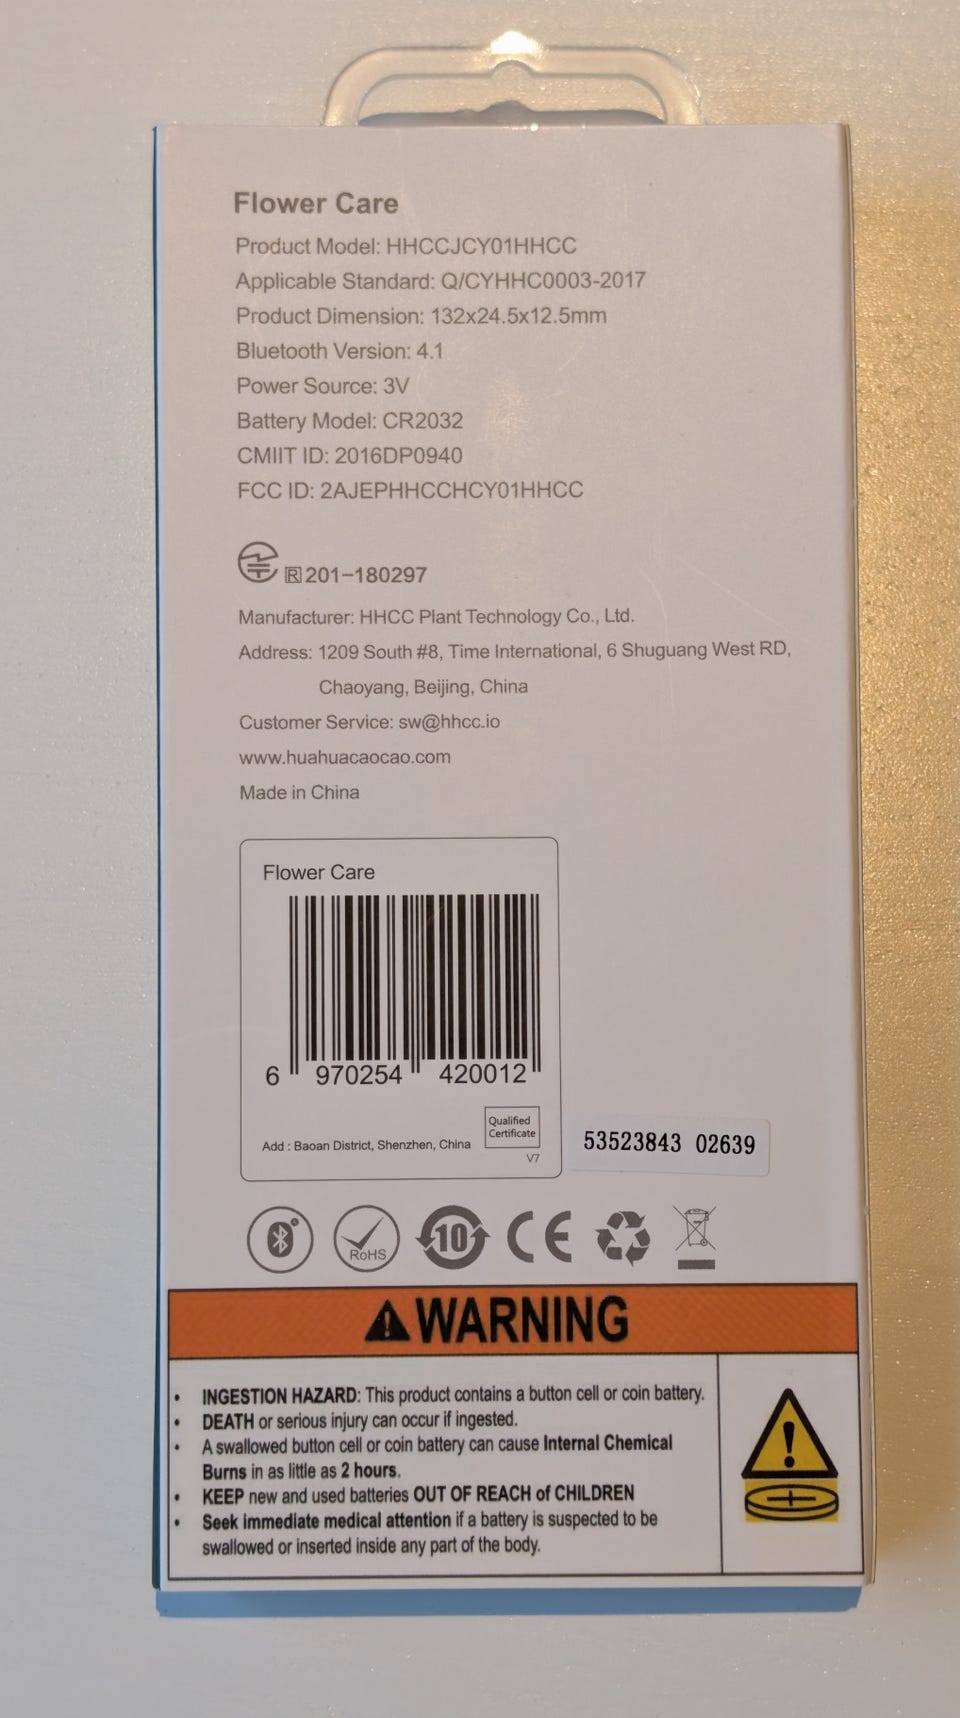 Flower Care
Product Model: HHCCJCY01HHCC
Applicable Standard: Q/CYHHC0003-2017
Product Dimension: 132x24.5x12.5mm
Bluetooth Version: 4.1
Power Source: 3V
Battery Model: CR2032
CMIIT ID: 2016DP0940
FCC ID: 2AJEPHHCCHCY01HHCC
R 201-180297
Manufacturer: HHCC Plant Technology Co., Ltd.
Address: 1209 South #8, Time International, 6 Shuguang West RD,
Chaoyang, Beijing, China
Customer Service: sw@hhcc.io
www.huahuacaocao.com
Made in China
Flower Care
6 970254 420012
Qualified
Certificate
Add : Baoan District, Shenzhen, China
V7
53523843 02639
RoHS
10
CE
WARNING
• INGESTION HAZARD: This product contains a button cell or coin battery.
• DEATH or serious injury can occur if ingested.
• A swallowed button cell or coin battery can cause Internal Chemical
Burns in as little as 2 hours.
• KEEP new and used batteries OUT OF REACH of CHILDREN
• Seek immediate medical attention if a battery is suspected to be
swallowed or inserted inside any part of the body.